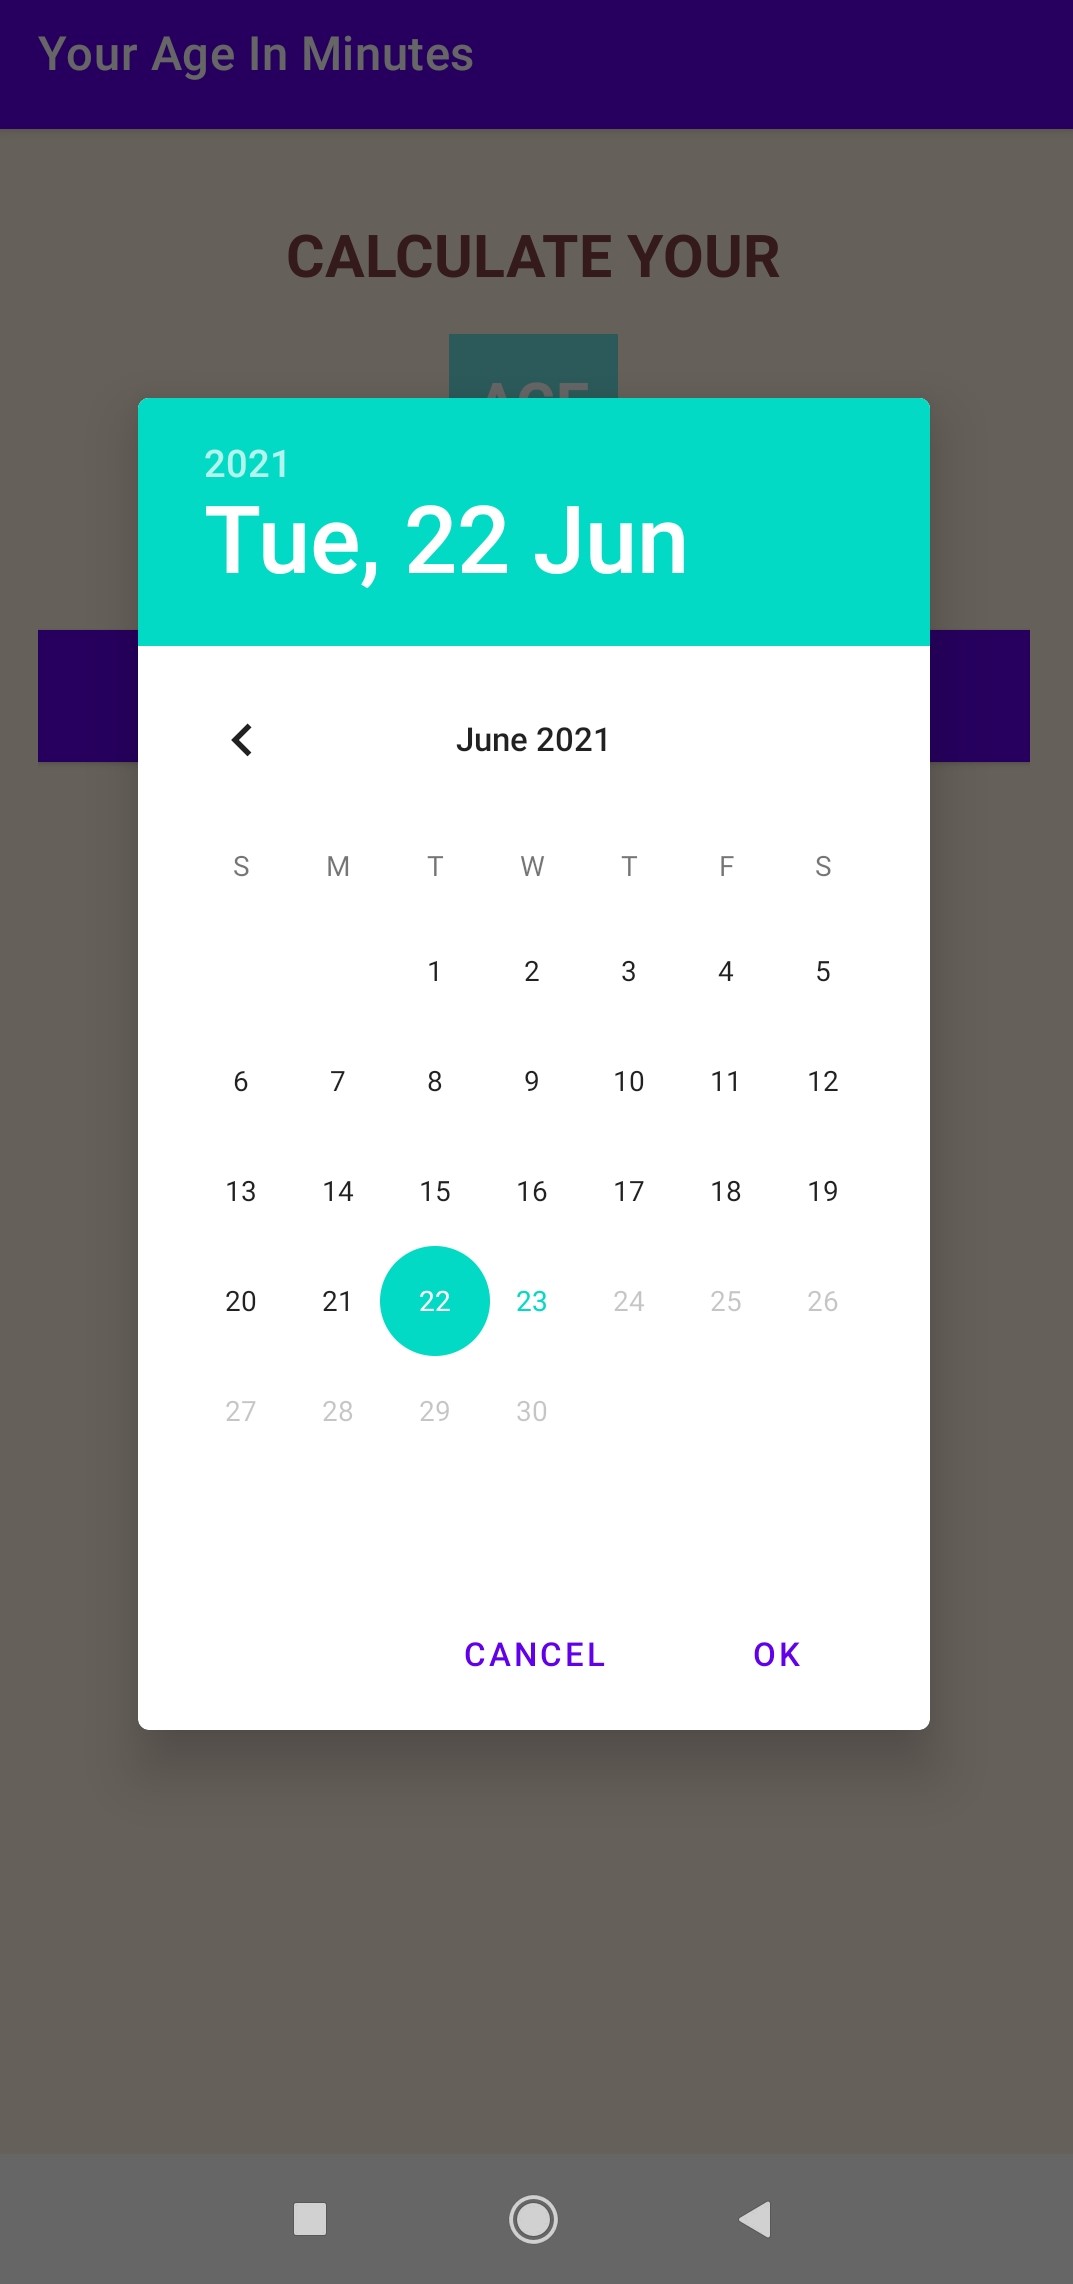 Your Age In Minutes
CALCULATE YOUR
AGE
2021
Tue, 22 Jun
June 2021
S M T W T F S
1 2 3 4 5
6 7 8 9 10 11 12
13 14 15 16 17 18 19
20 21 22 23 24 25 26
27 28 29 30
CANCEL OK